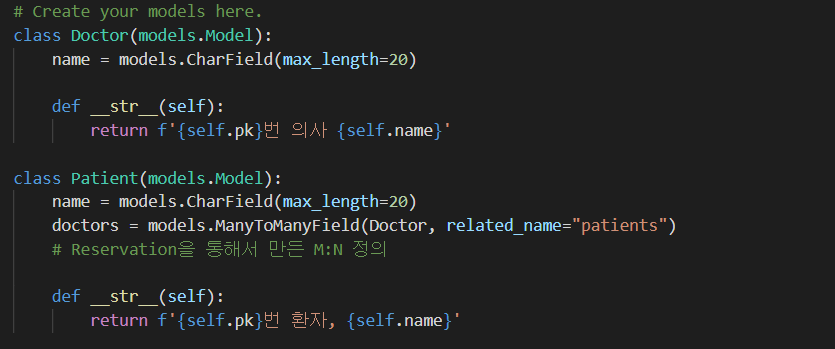 # Create your models here.
class Doctor(models.Model):
    name = models.CharField(max_length=20)

    def __str__(self):
        return f'{self.pk}번 의사 {self.name}'

class Patient(models.Model):
    name = models.CharField(max_length=20)
    doctors = models.ManyToManyField(Doctor, related_name="patients")
    # Reservation을 통해서 만든 M:N 정의

    def __str__(self):
        return f'{self.pk}번 환자, {self.name}'